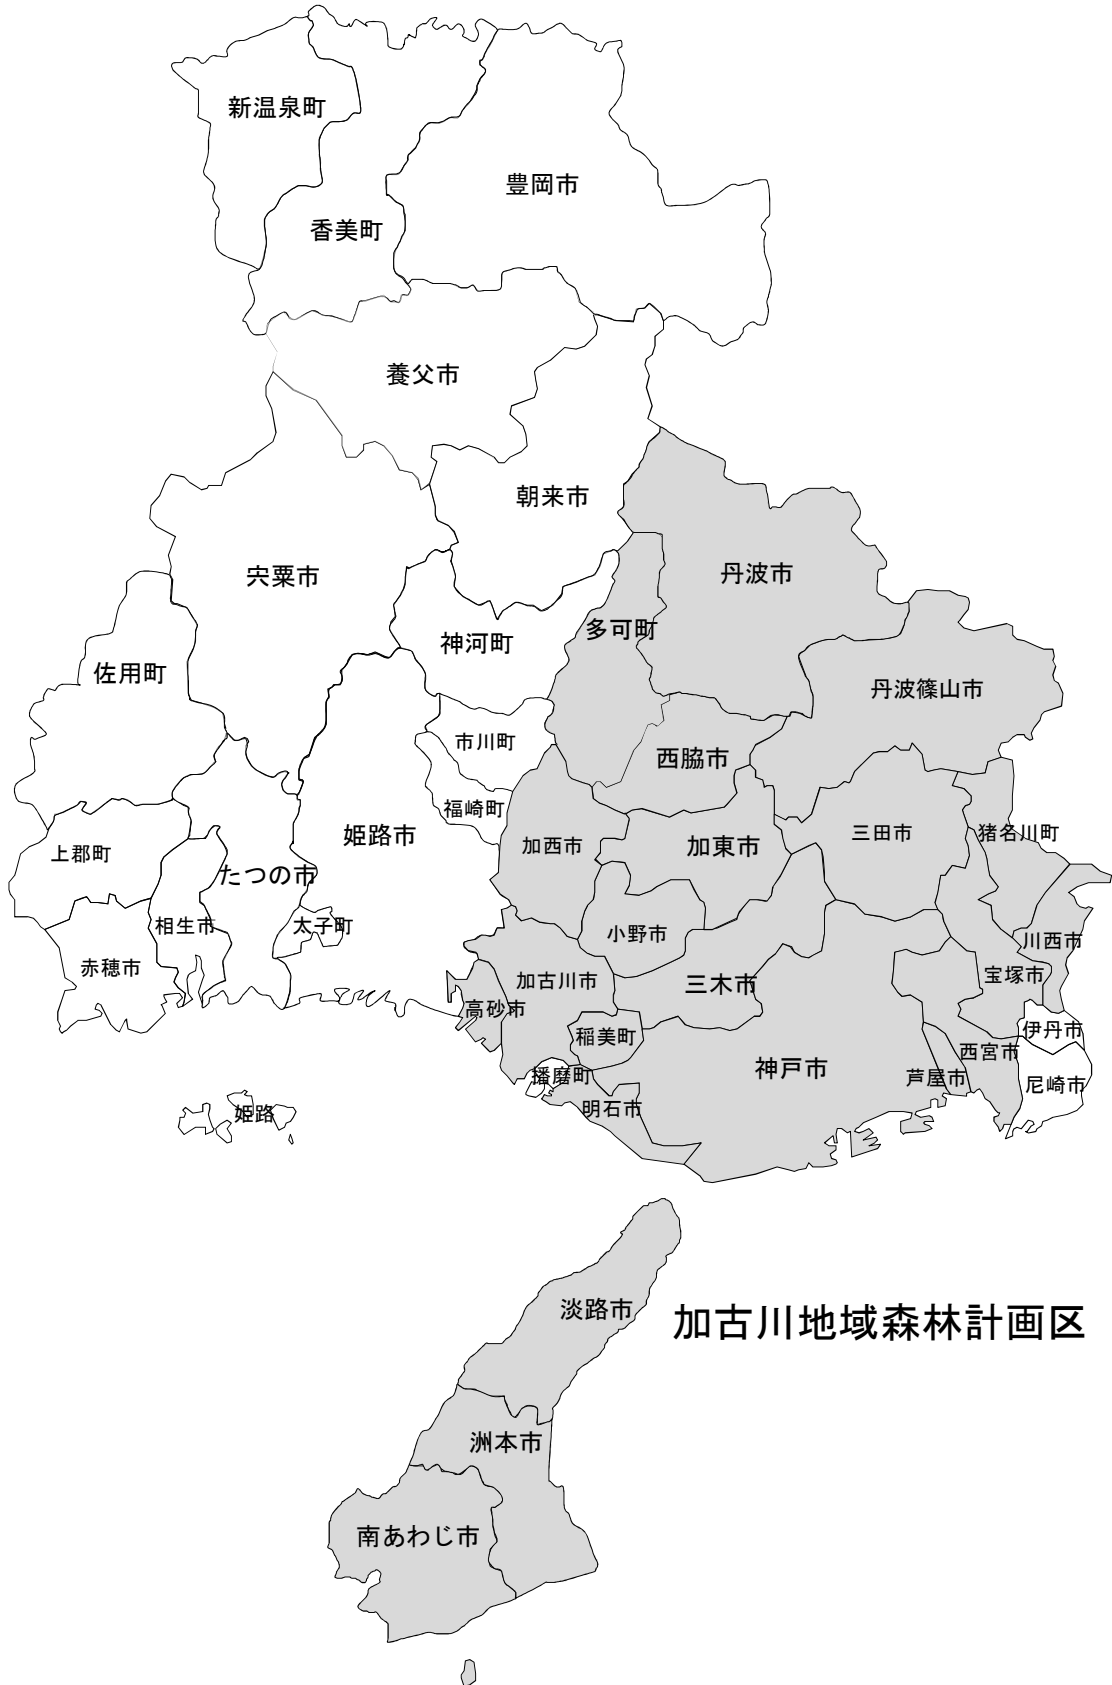 新温泉町
豊岡市
香美町
養父市
朝来市
丹波市
宍粟市
多可町
神河町
佐用町
丹波篠山市
市川町
西脇市
福崎町
姫路市
加西市
加東市
三田市
猪名川町
上郡町
たつの市
相生市
太子町
小野市
川西市
赤穂市
加古川市
三木市
宝塚市
高砂市
稲美町
伊丹市
西宮市
播磨町
神戸市
芦屋市
尼崎市
明石市
姫路
淡路市
加古川地域森林計画区
洲本市
南あわじ市